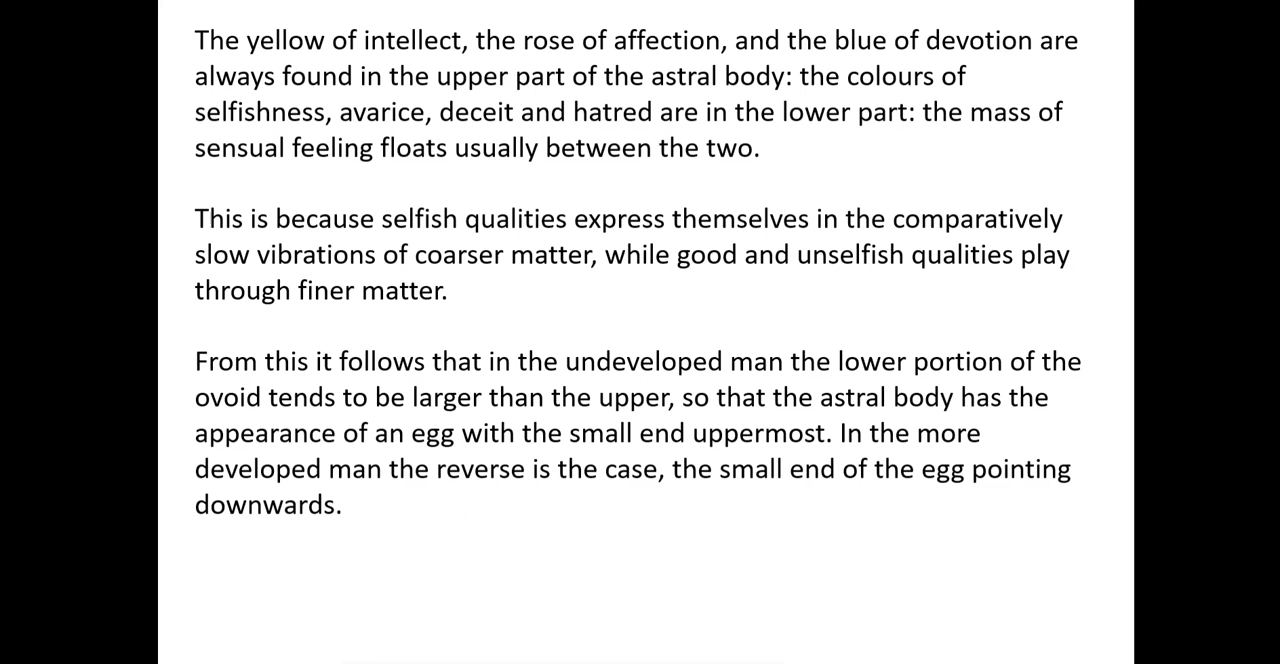 The yellow of intellect, the rose of affection, and the blue of devotion are
always found in the upper part of the astral body: the colours of
selfishness, avarice, deceit and hatred are in the lower part: the mass of
sensual feeling floats usually between the two.
This is because selfish qualities express themselves in the comparatively
slow vibrations of coarser matter, while good and unselfish qualities play
through finer matter.
From this it follows that in the undeveloped man the lower portion of the
ovoid tends to be larger than the upper, so that the astral body has the
appearance of an egg with the small end uppermost. In the more
developed man the reverse is the case, the small end of the egg pointing
downwards.